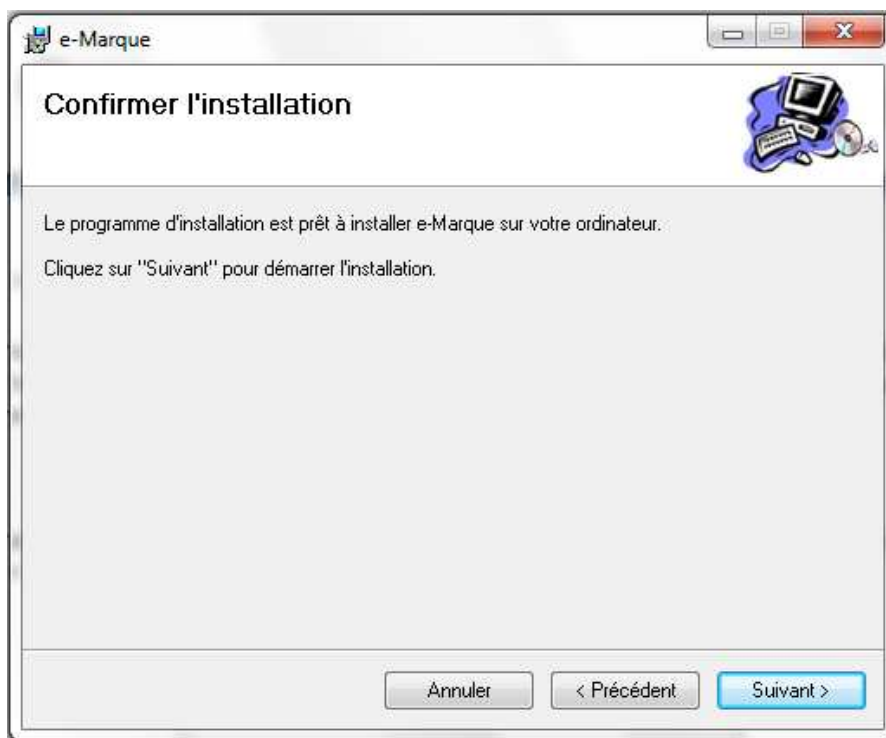 e-Marque
Confirmer l'installation
Le programme d'installation est prêt à installer e-Marque sur votre ordinateur.
Cliquez sur "Suivant" pour démarrer l'installation.
Annuler
< Précédent
Suivant >